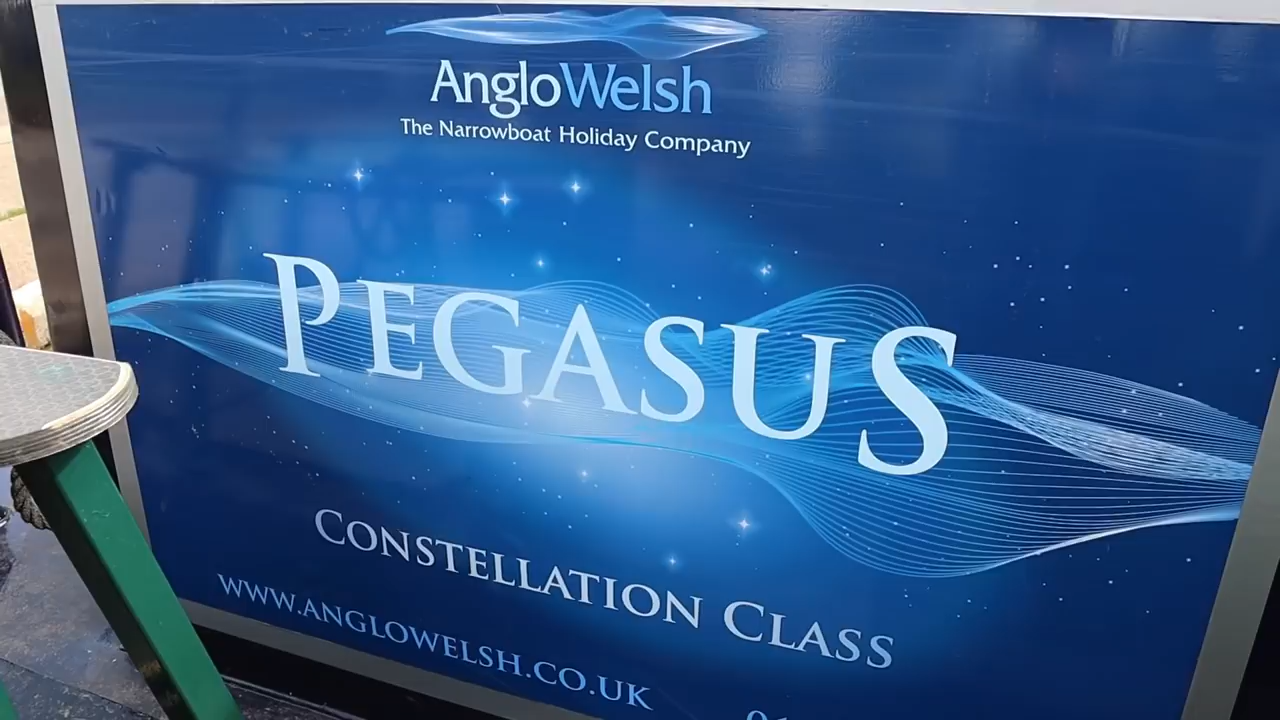 AngloWelsh
The Narrowboat Holiday Company
PEGASUS
CONSTELLATION CLASS
WWW.ANGLOWELSH.CO.UK